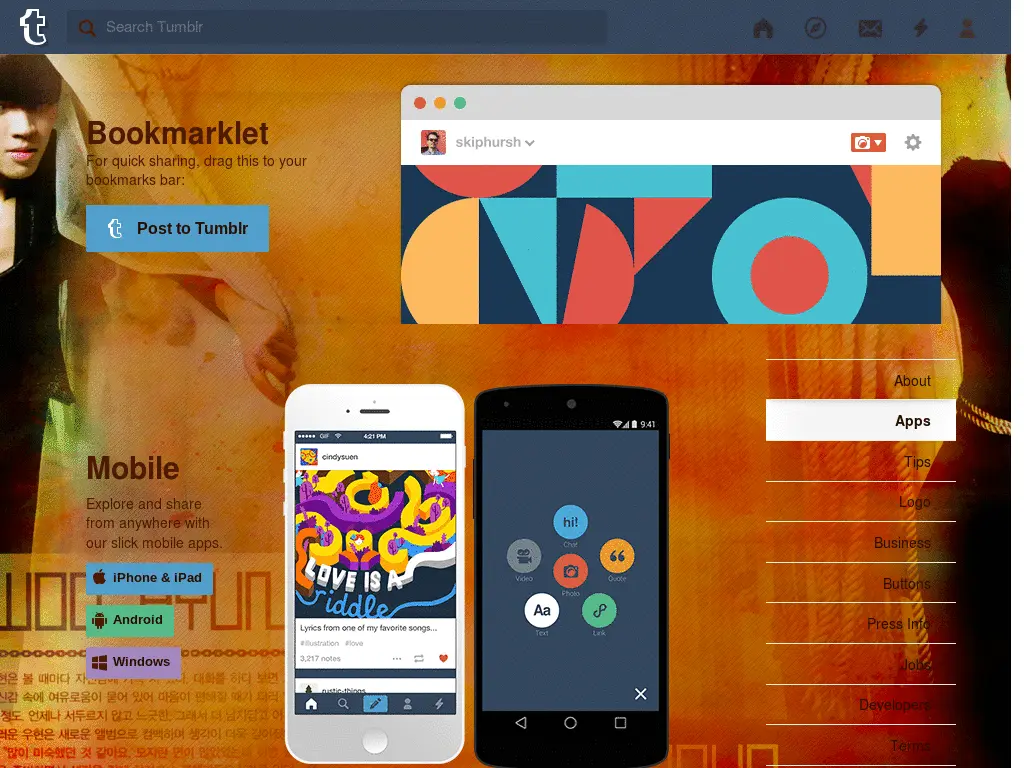 Search Tumblr
Bookmarklet
For quick sharing, drag this to your
bookmarks bar:
Post to Tumblr
skiphursh
About
Apps
Tips
Logo
Business
Buttons
Press Info
Jobs
Developers
Terms
Mobile
Explore and share
from anywhere with
our slick mobile apps.
iPhone & iPad
Android
Windows
GIF
4:21 PM
cindysuen
LOVE IS A
riddle
Lyrics from one of my favorite songs...
#illustration #love
3,217 notes
rustic-things
9:41
hi!
Chat
Video
Quote
Photo
Aa
Text
Link